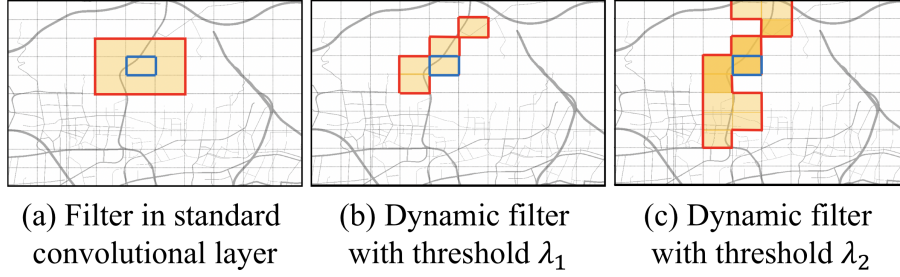 (a) Filter in standard
convolutional layer
(b) Dynamic filter
with threshold λ₁
(c) Dynamic filter
with threshold λ₂